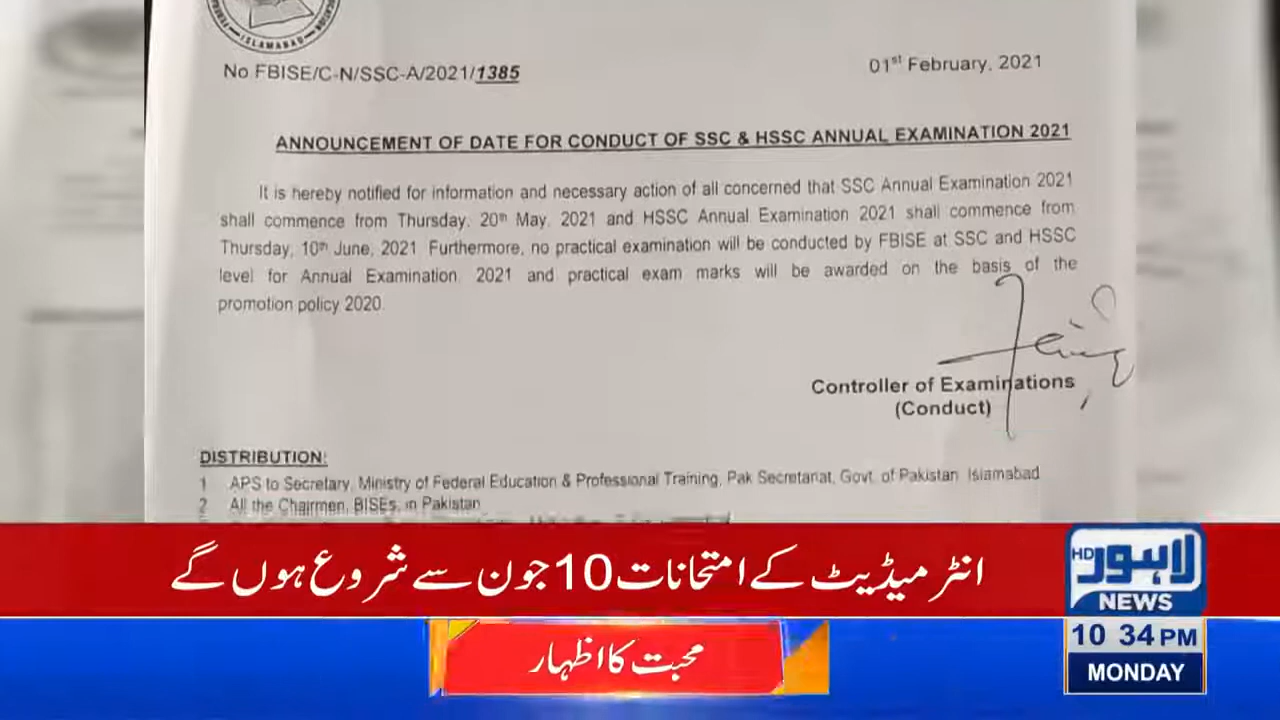 ISLAMABAD
No FBISE/C-N/SSC-A/2021/1385
01st February, 2021
ANNOUNCEMENT OF DATE FOR CONDUCT OF SSC & HSSC ANNUAL EXAMINATION 2021
It is hereby notified for information and necessary action of all concerned that SSC Annual Examination 2021
shall commence from Thursday, 20th May, 2021 and HSSC Annual Examination 2021 shall commence from
Thursday, 10th June, 2021 Furthermore, no practical examination will be conducted by FBISE at SSC and HSSC
level for Annual Examination, 2021 and practical exam marks will be awarded on the basis of the
promotion policy 2020.
Controller of Examinations
(Conduct)
DISTRIBUTION:
1 APS to Secretary, Ministry of Federal Education & Professional Training, Pak Secretariat, Govt. of Pakistan Islamabad
2 All the Chairmen, BISEs, in Pakistan
انٹرمیڈیٹ کے امتحانات 10 جون سے شروع ہوں گے
HD لاہور
NEWS
10 34 PM
MONDAY
محبت کا اظہار